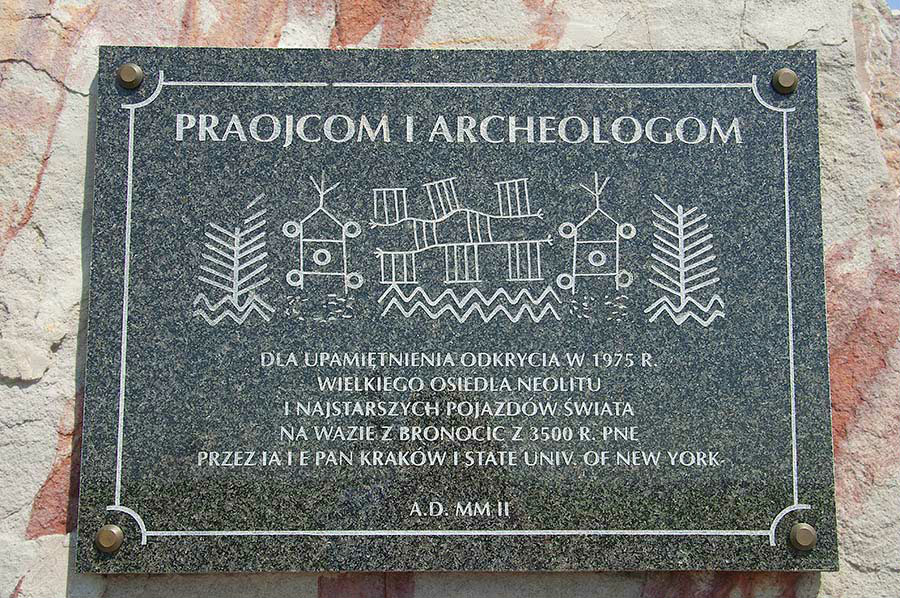 PRAOJCOM I ARCHEOLOGOM
DLA UPAMIĘTNIENIA ODKRYCIA W 1975 R.
WIELKIEGO OSIEDLA NEOLITU
I NAJSTARSZYCH POJAZDÓW ŚWIATA
NA WAZIE Z BRONOCIC Z 3500 R. PNE
PRZEZ IA I E PAN KRAKÓW I STATE UNIV. OF NEW YORK
A.D. MM II